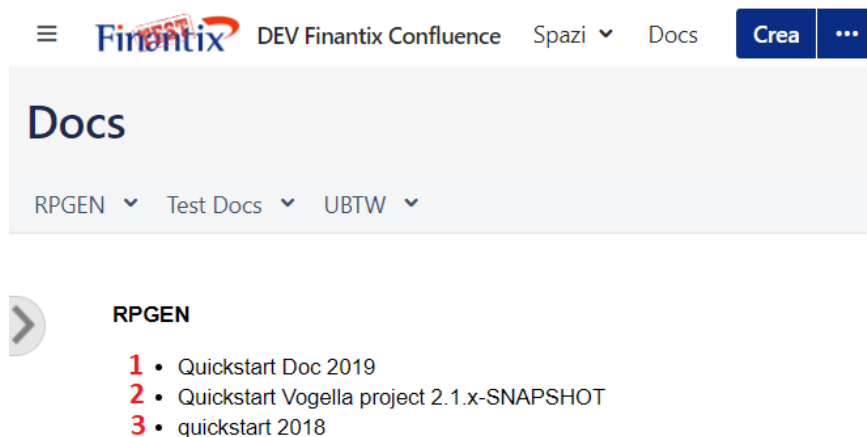 Finantix TEST DEV Finantix Confluence Spazi Docs Crea ...
Docs
RPGEN Test Docs UBTW
RPGEN
1 • Quickstart Doc 2019
2 • Quickstart Vogella project 2.1.x-SNAPSHOT
3 • quickstart 2018